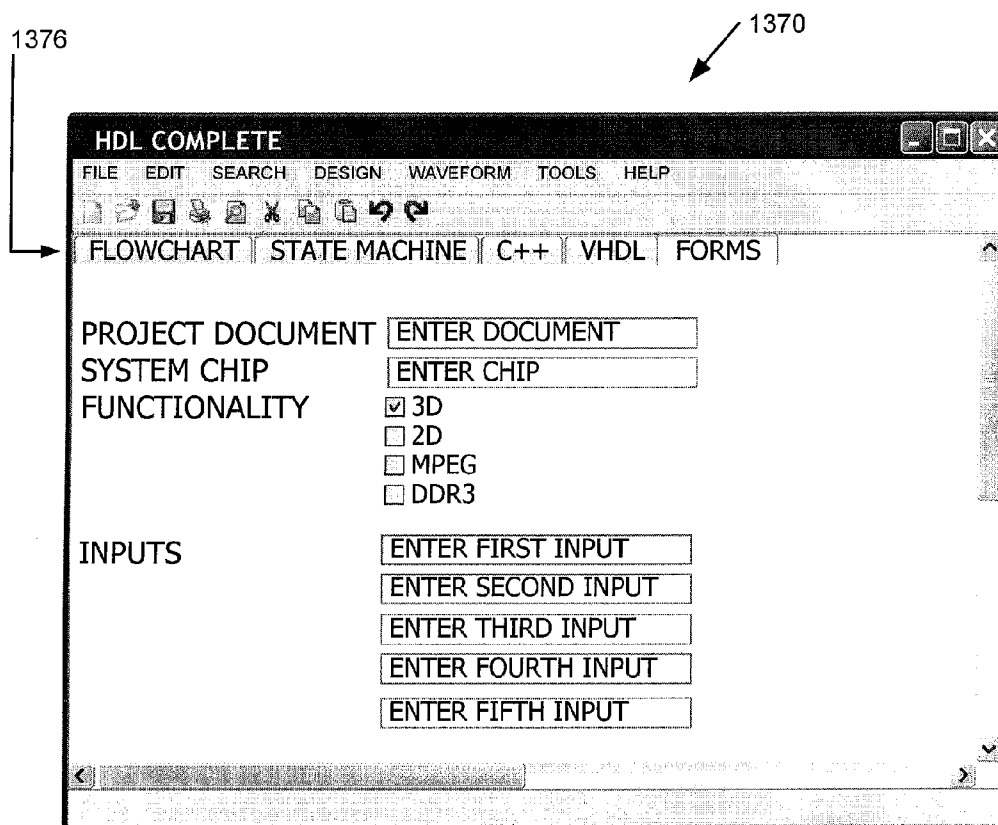 1376
1370
HDL COMPLETE
FILE EDIT SEARCH DESIGN WAVEFORM TOOLS HELP
FLOWCHART STATE MACHINE C++ VHDL FORMS
PROJECT DOCUMENT ENTER DOCUMENT
SYSTEM CHIP ENTER CHIP
FUNCTIONALITY 3D
2D
MPEG
DDR3
INPUTS ENTER FIRST INPUT
ENTER SECOND INPUT
ENTER THIRD INPUT
ENTER FOURTH INPUT
ENTER FIFTH INPUT